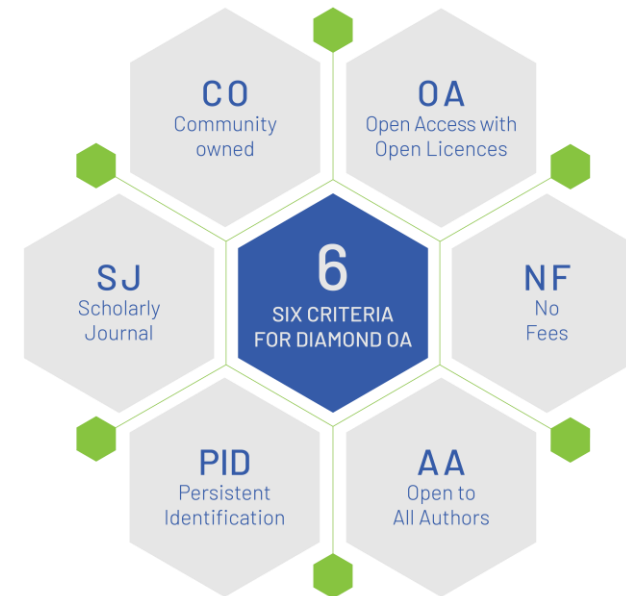 CO
Community
owned
OA
Open Access with
Open Licences
SJ
Scholarly
Journal
6
SIX CRITERIA
FOR DIAMOND OA
NF
No
Fees
PID
Persistent
Identification
AA
Open to
All Authors